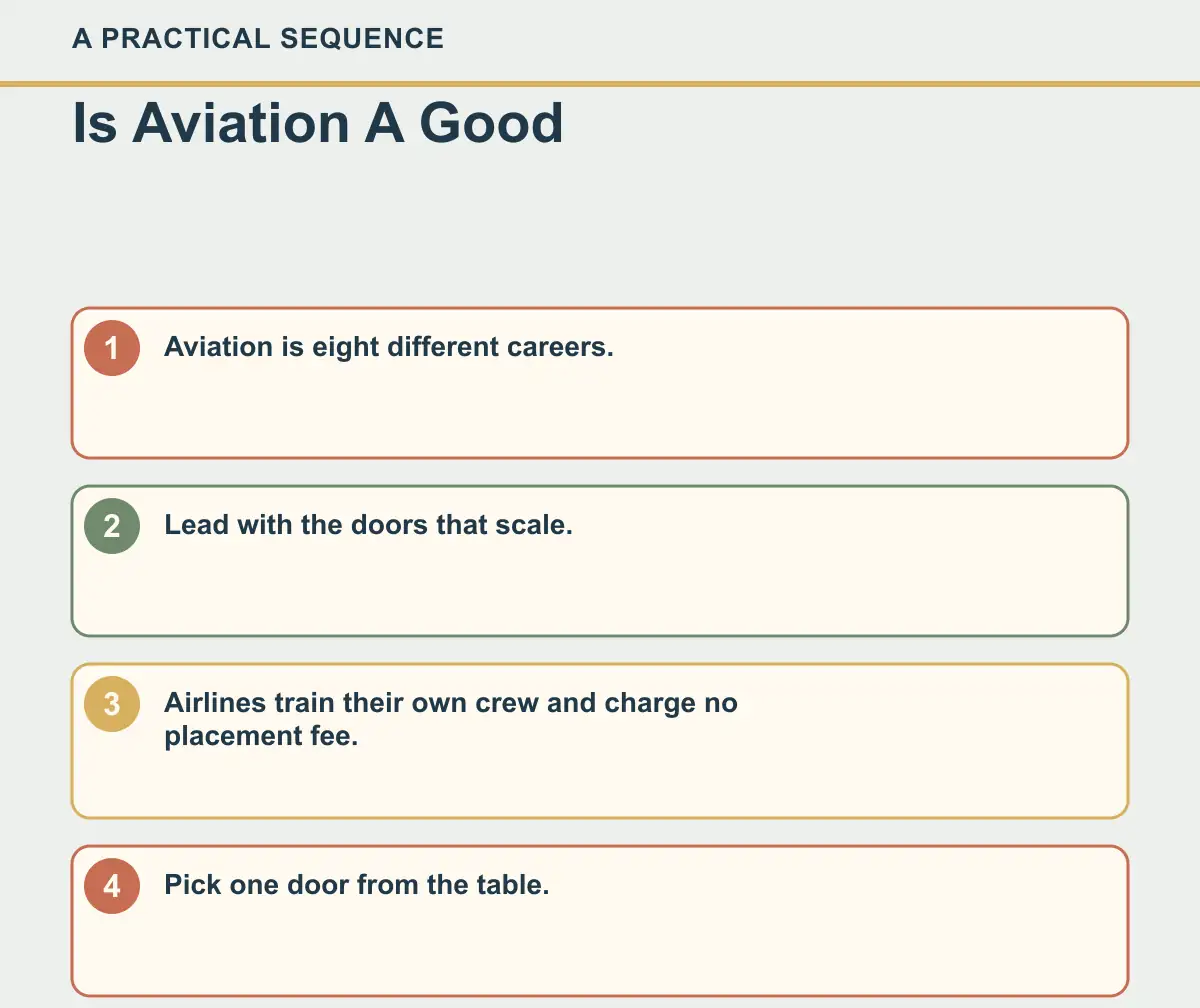 A PRACTICAL SEQUENCE
Is Aviation A Good
1
Aviation is eight different careers.
2
Lead with the doors that scale.
3
Airlines train their own crew and charge no
placement fee.
4
Pick one door from the table.